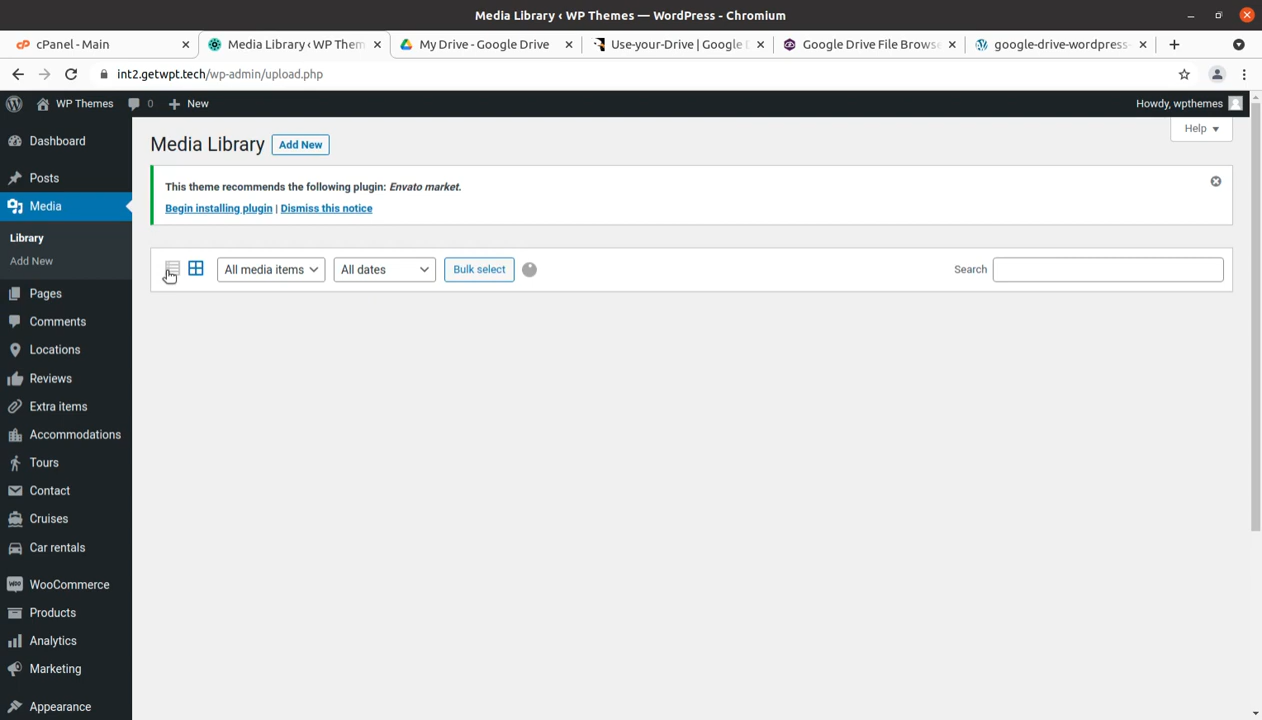 Media Library ‹ WP Themes — WordPress - Chromium
cPanel - Main
Media Library ‹ WP Them
My Drive - Google Drive
Use-your-Drive | Google D
Google Drive File Browse
google-drive-wordpress-
int2.getwpt.tech/wp-admin/upload.php
WP Themes
0
New
Howdy, wpthemes
Help
Dashboard
Posts
Media
Library
Add New
Pages
Comments
Locations
Reviews
Extra items
Accommodations
Tours
Contact
Cruises
Car rentals
WooCommerce
Products
Analytics
Marketing
Appearance
Media Library
Add New
This theme recommends the following plugin: Envato market.
Begin installing plugin | Dismiss this notice
All media items
All dates
Bulk select
Search